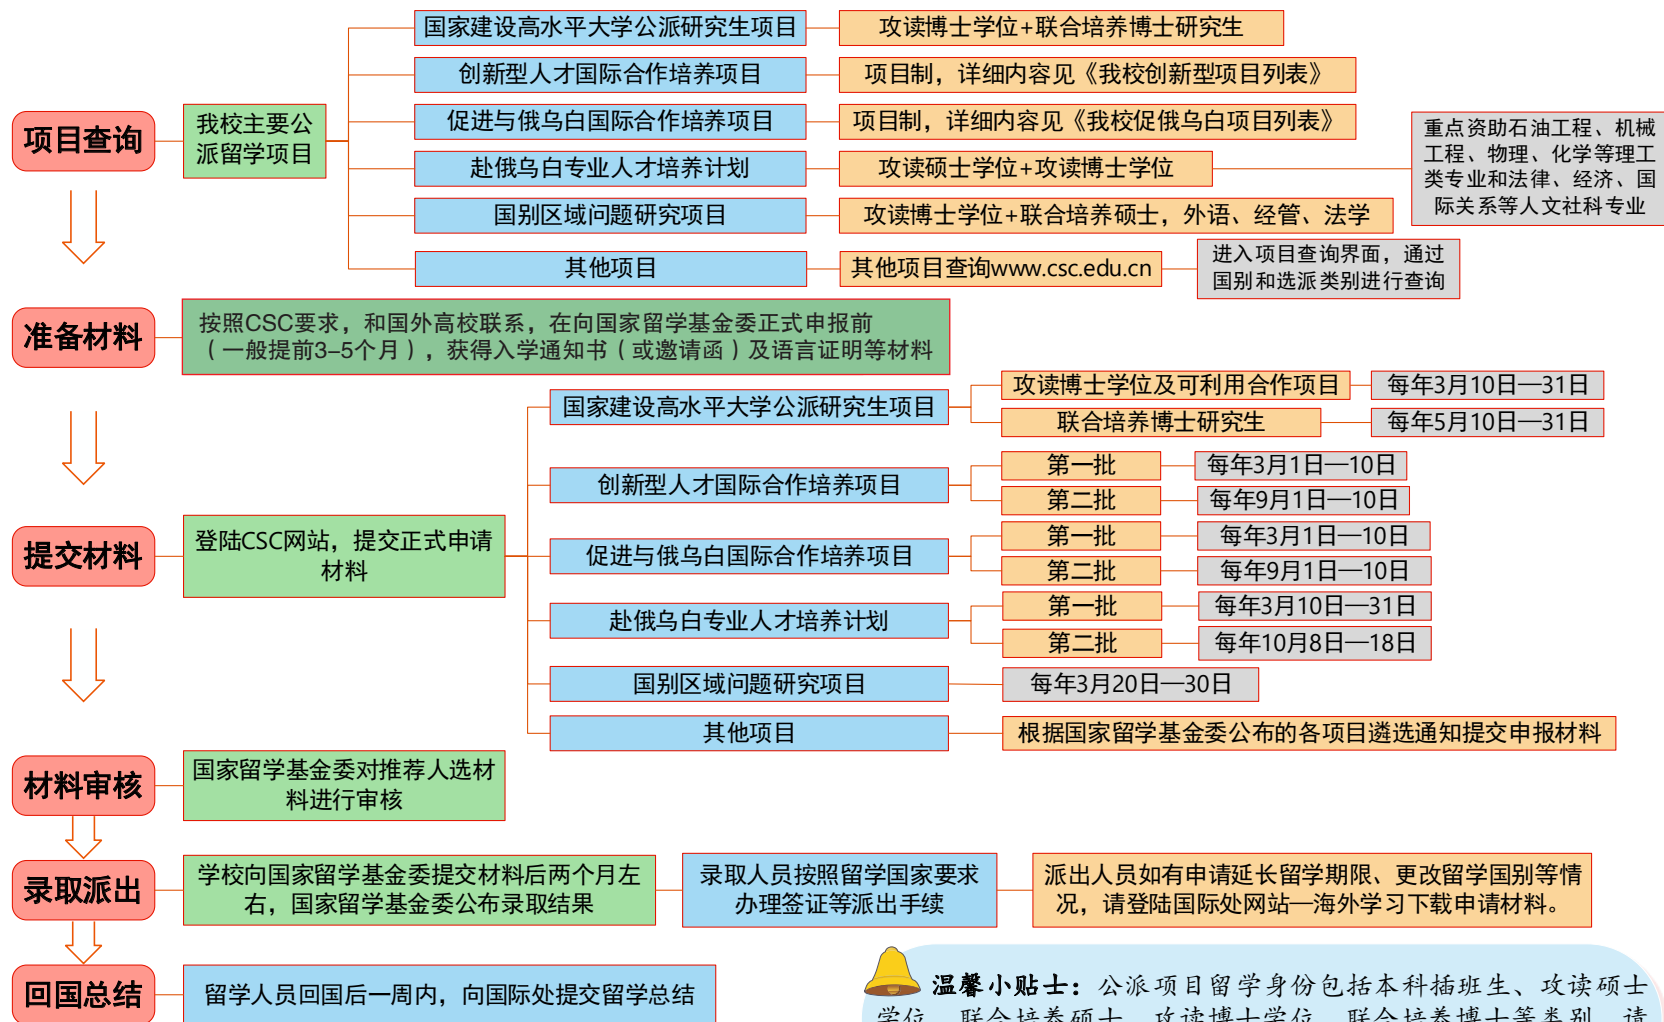 项目查询
我校主要公
派留学项目
国家建设高水平大学公派研究生项目
攻读博士学位+联合培养博士研究生
创新型人才国际合作培养项目
项目制，详细内容见《我校创新型项目列表》
促进与俄乌白国际合作培养项目
项目制，详细内容见《我校促俄乌白项目列表》
赴俄乌白专业人才培养计划
攻读硕士学位+攻读博士学位
重点资助石油工程、机械
工程、物理、化学等理工
类专业和法律、经济、国
际关系等人文社科专业
国别区域问题研究项目
攻读博士学位+联合培养硕士，外语、经管、法学
其他项目
其他项目查询www.csc.edu.cn
进入项目查询界面，通过
国别和选派类别进行查询
准备材料
按照CSC要求，和国外高校联系，在向国家留学基金委正式申报前
（一般提前3–5个月），获得入学通知书（或邀请函）及语言证明等材料
提交材料
登陆CSC网站，提交正式申请
材料
国家建设高水平大学公派研究生项目
攻读博士学位及可利用合作项目
每年3月10日—31日
联合培养博士研究生
每年5月10日—31日
创新型人才国际合作培养项目
第一批
每年3月1日—10日
第二批
每年9月1日—10日
促进与俄乌白国际合作培养项目
第一批
每年3月1日—10日
第二批
每年9月1日—10日
赴俄乌白专业人才培养计划
第一批
每年3月10日—31日
第二批
每年10月8日—18日
国别区域问题研究项目
每年3月20日—30日
其他项目
根据国家留学基金委公布的各项目遴选通知提交申报材料
材料审核
国家留学基金委对推荐人选材
料进行审核
录取派出
学校向国家留学基金委提交材料后两个月左
右，国家留学基金委公布录取结果
录取人员按照留学国家要求
办理签证等派出手续
派出人员如有申请延长留学期限、更改留学国别等情
况，请登陆国际处网站—海外学习下载申请材料。
回国总结
留学人员回国后一周内，向国际处提交留学总结
温馨小贴士：公派项目留学身份包括本科插班生、攻读硕士
学位、联合培养硕士、攻读博士学位、联合培养博士等类别，请